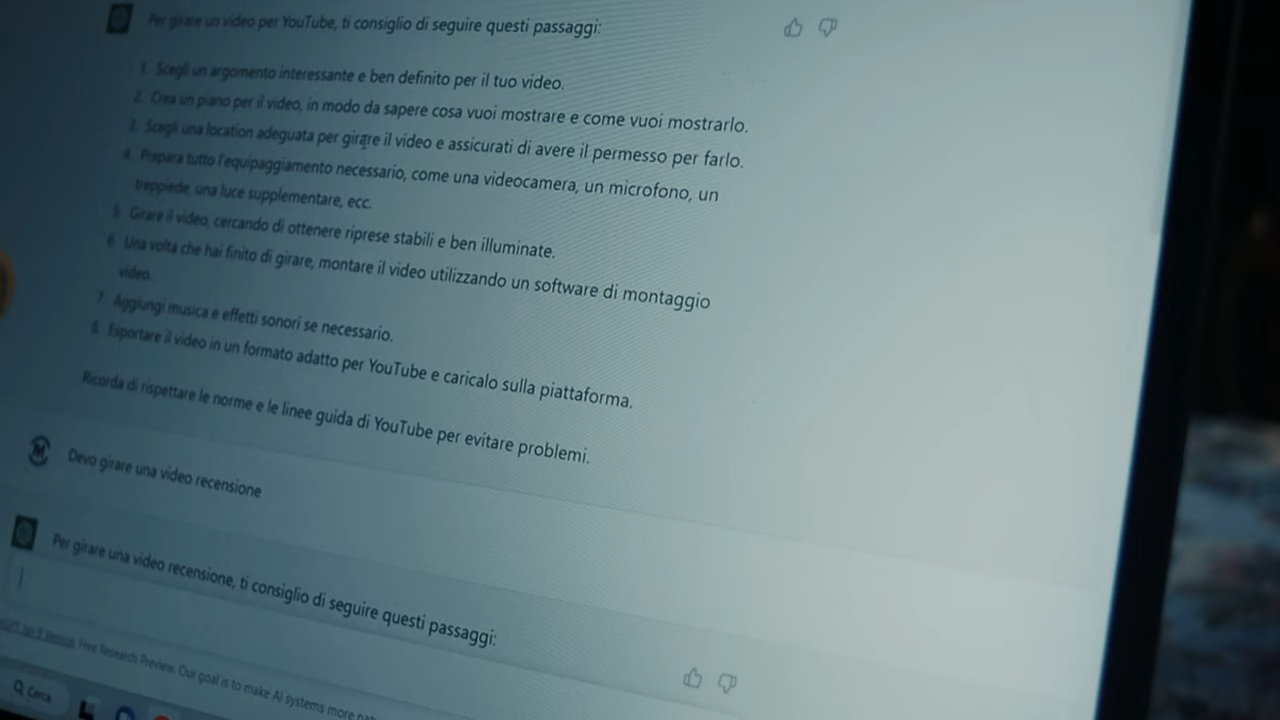 Per girare un video per YouTube, ti consiglio di seguire questi passaggi:
1. Scegli un argomento interessante e ben definito per il tuo video.
2. Crea un piano per il video, in modo da sapere cosa vuoi mostrare e come vuoi mostrarlo.
3. Scegli una location adeguata per girare il video e assicurati di avere il permesso per farlo.
4. Prepara tutto l'equipaggiamento necessario, come una videocamera, un microfono, un
treppiede, una luce supplementare, ecc.
5. Girare il video, cercando di ottenere riprese stabili e ben illuminate.
6. Una volta che hai finito di girare, montare il video utilizzando un software di montaggio
video.
7. Aggiungi musica e effetti sonori se necessario.
8. Esportare il video in un formato adatto per YouTube e caricalo sulla piattaforma.
Ricorda di rispettare le norme e le linee guida di YouTube per evitare problemi.
M
Devo girare una video recensione
Per girare una video recensione, ti consiglio di seguire questi passaggi:
Jan 9 Version. Free Research Preview. Our goal is to make AI systems more
Cerca